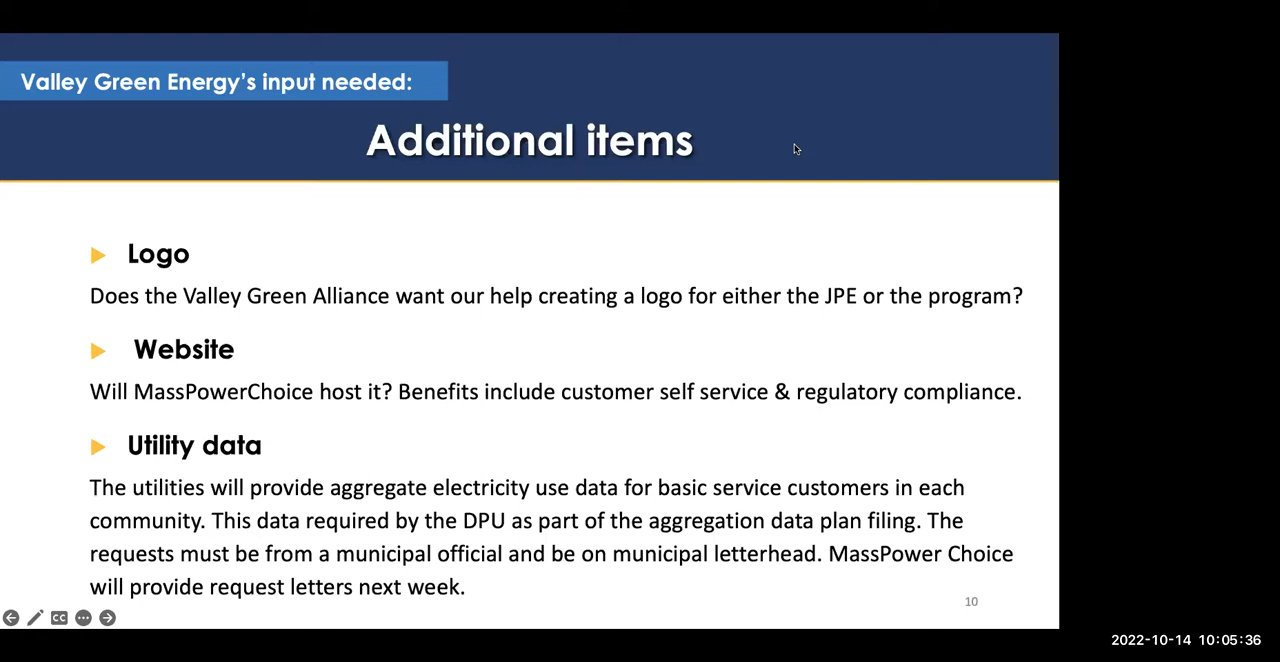 Valley Green Energy's input needed:
Additional items
Logo
Does the Valley Green Alliance want our help creating a logo for either the JPE or the program?
Website
Will MassPowerChoice host it? Benefits include customer self service & regulatory compliance.
Utility data
The utilities will provide aggregate electricity use data for basic service customers in each
community. This data required by the DPU as part of the aggregation data plan filing. The
requests must be from a municipal official and be on municipal letterhead. MassPower Choice
will provide request letters next week.
10
CC
2022-10-14 10:05:36